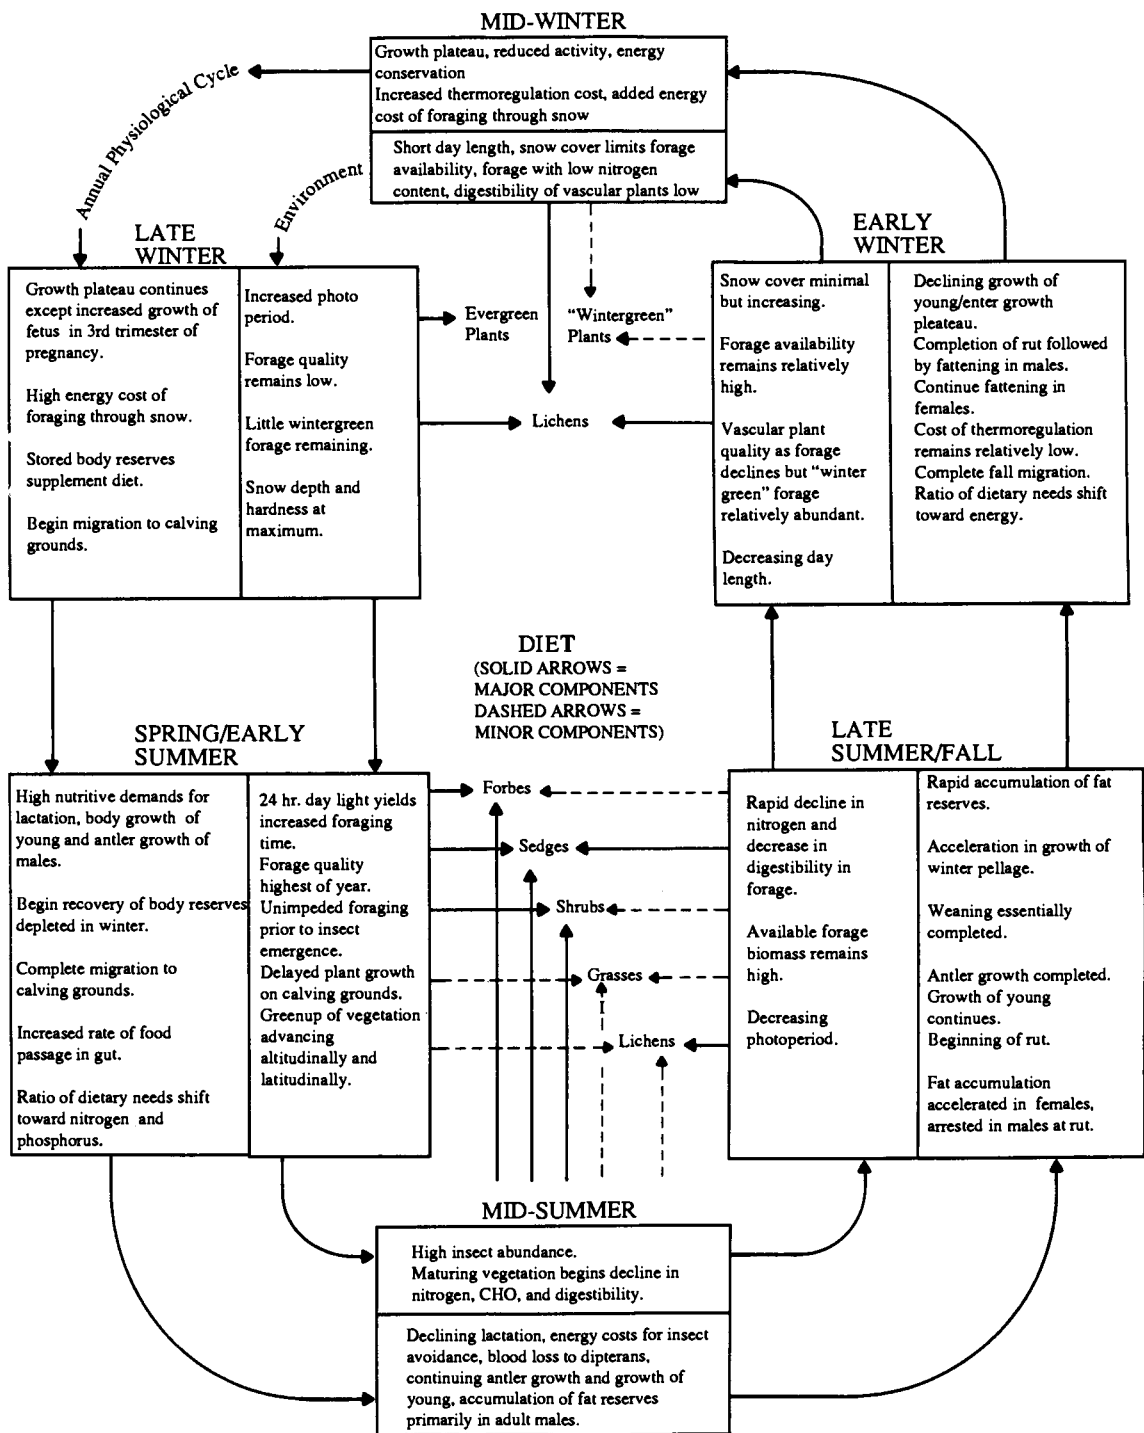 MID-WINTER
Growth plateau, reduced activity, energy
conservation
Increased thermoregulation cost, added energy
cost of foraging through snow
Short day length, snow cover limits forage
availability, forage with low nitrogen
content, digestibility of vascular plants low
Annual Physiological Cycle
Environment
LATE
WINTER
Growth plateau continues
except increased growth of
fetus in 3rd trimester of
pregnancy.
High energy cost of
foraging through snow.
Stored body reserves
supplement diet.
Begin migration to calving
grounds.
Increased photo
period.
Forage quality
remains low.
Little wintergreen
forage remaining.
Snow depth and
hardness at
maximum.
Evergreen
Plants
"Wintergreen"
Plants
Lichens
EARLY
WINTER
Snow cover minimal
but increasing.
Forage availability
remains relatively
high.
Vascular plant
quality as forage
declines but "winter
green" forage
relatively abundant.
Decreasing day
length.
Declining growth of
young/enter growth
pleateau.
Completion of rut followed
by fattening in males.
Continue fattening in
females.
Cost of thermoregulation
remains relatively low.
Complete fall migration.
Ratio of dietary needs shift
toward energy.
DIET
(SOLID ARROWS =
MAJOR COMPONENTS
DASHED ARROWS =
MINOR COMPONENTS)
SPRING/EARLY
SUMMER
High nutritive demands for
lactation, body growth of
young and antler growth of
males.
Begin recovery of body reserves
depleted in winter.
Complete migration to
calving grounds.
Increased rate of food
passage in gut.
Ratio of dietary needs shift
toward nitrogen and
phosphorus.
24 hr. day light yields
increased foraging
time.
Forage quality
highest of year.
Unimpeded foraging
prior to insect
emergence.
Delayed plant growth
on calving grounds.
Greenup of vegetation
advancing
altitudinally and
latitudinally.
Forbes
Sedges
Shrubs
Grasses
Lichens
LATE
SUMMER/FALL
Rapid decline in
nitrogen and
decrease in
digestibility in
forage.
Available forage
biomass remains
high.
Decreasing
photoperiod.
Rapid accumulation of fat
reserves.
Acceleration in growth of
winter pellage.
Weaning essentially
completed.
Antler growth completed.
Growth of young
continues.
Beginning of rut.
Fat accumulation
accelerated in females,
arrested in males at rut.
MID-SUMMER
High insect abundance.
Maturing vegetation begins decline in
nitrogen, CHO, and digestibility.
Declining lactation, energy costs for insect
avoidance, blood loss to dipterans,
continuing antler growth and growth of
young, accumulation of fat reserves
primarily in adult males.